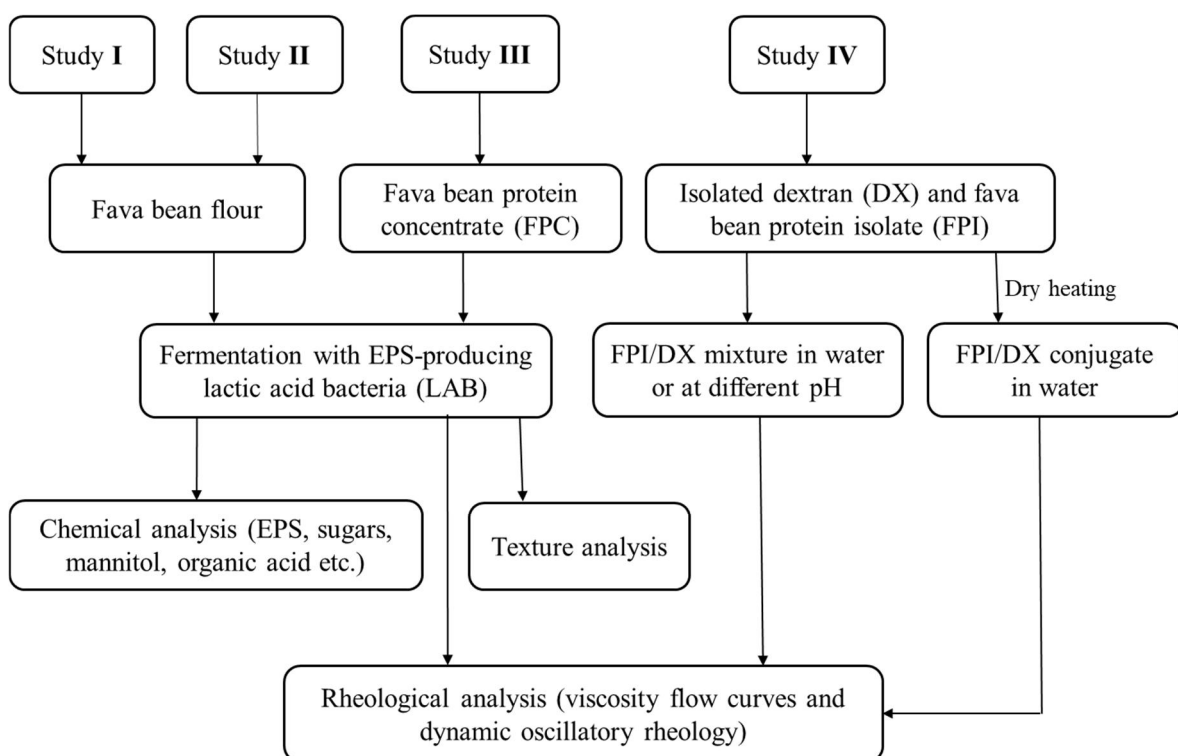 Study I
Study II
Study III
Study IV
Fava bean flour
Fava bean protein
concentrate (FPC)
Isolated dextran (DX) and fava
bean protein isolate (FPI)
Dry heating
Fermentation with EPS-producing
lactic acid bacteria (LAB)
FPI/DX mixture in water
or at different pH
FPI/DX conjugate
in water
Chemical analysis (EPS, sugars,
mannitol, organic acid etc.)
Texture analysis
Rheological analysis (viscosity flow curves and
dynamic oscillatory rheology)